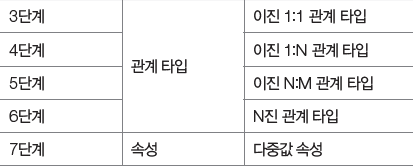 3단계 이진 1:1 관계 타입
4단계 이진 1:N 관계 타입
관계 타입
5단계 이진 N:M 관계 타입
6단계 N진 관계 타입
7단계 속성 다중값 속성